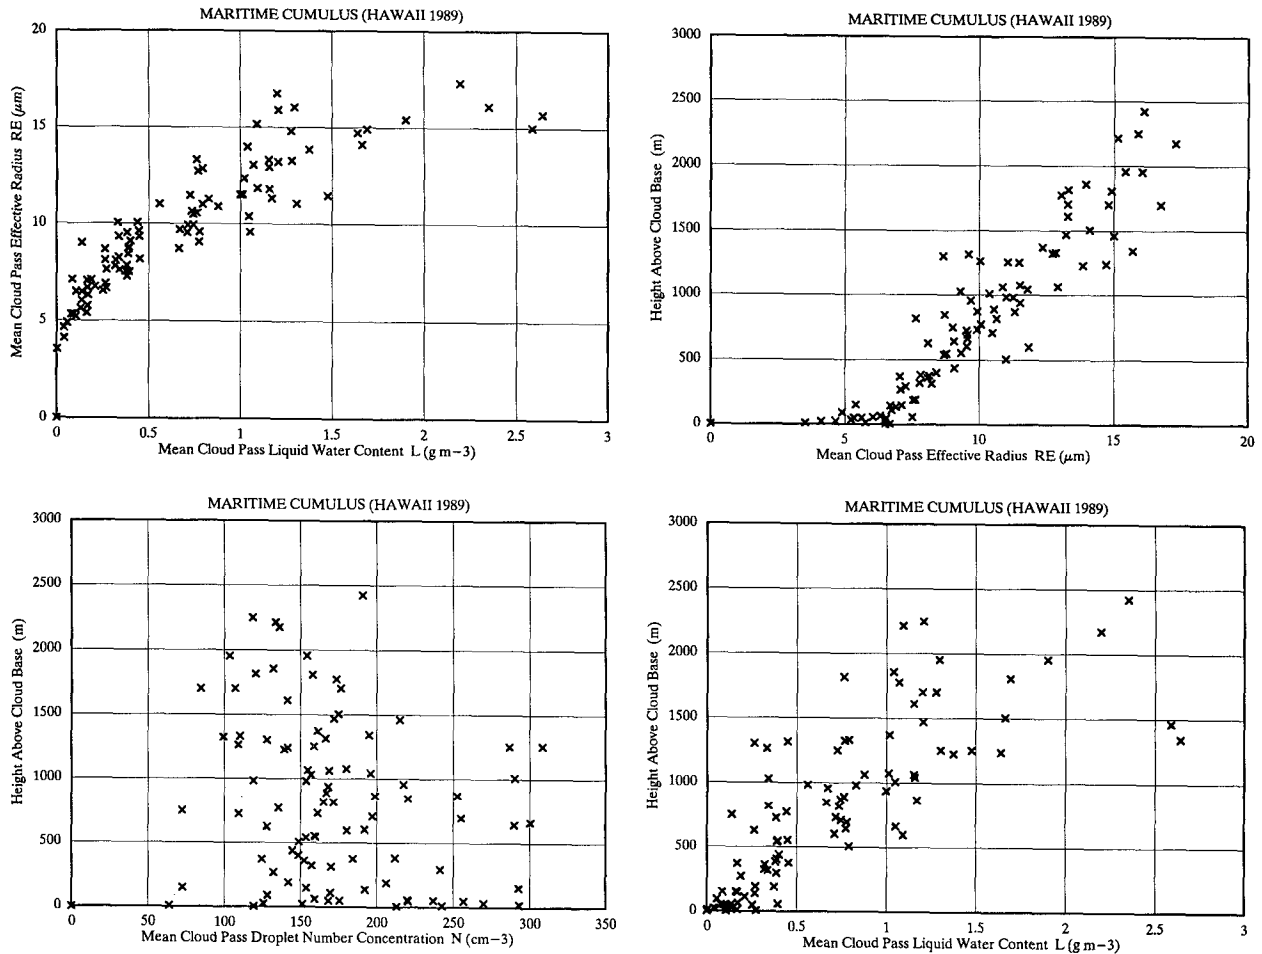 MARITIME CUMULUS (HAWAII 1989)
20
15
10
5
0
Mean Cloud Pass Effective Radius RE (μm)
0 0.5 1 1.5 2 2.5 3
Mean Cloud Pass Liquid Water Content L (g m−3)
MARITIME CUMULUS (HAWAII 1989)
3000
2500
2000
1500
1000
500
0
Height Above Cloud Base (m)
0 5 10 15 20
Mean Cloud Pass Effective Radius RE (μm)
MARITIME CUMULUS (HAWAII 1989)
3000
2500
2000
1500
1000
500
0
Height Above Cloud Base (m)
0 50 100 150 200 250 300 350
Mean Cloud Pass Droplet Number Concentration N (cm−3)
MARITIME CUMULUS (HAWAII 1989)
3000
2500
2000
1500
1000
500
0
Height Above Cloud Base (m)
0 0.5 1 1.5 2 2.5 3
Mean Cloud Pass Liquid Water Content L (g m−3)